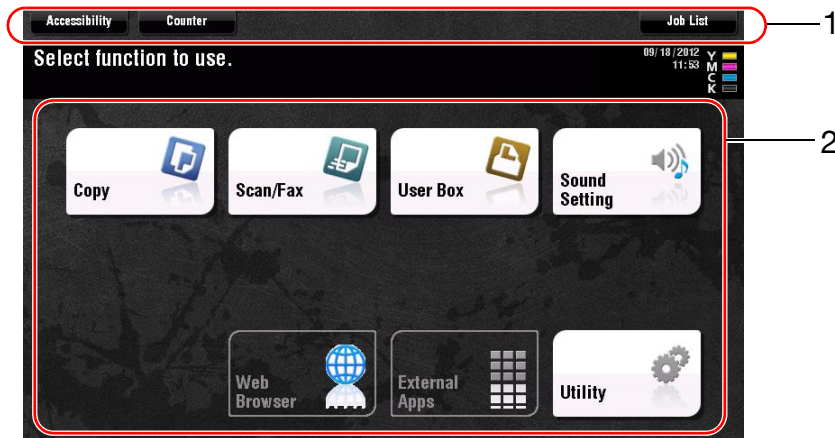 Accessibility Counter Job List 1
Select function to use. 09/18/2012 Y
11:53 M
C
K
2
Copy Scan/Fax User Box Sound
Setting
Web
Browser External
Apps Utility